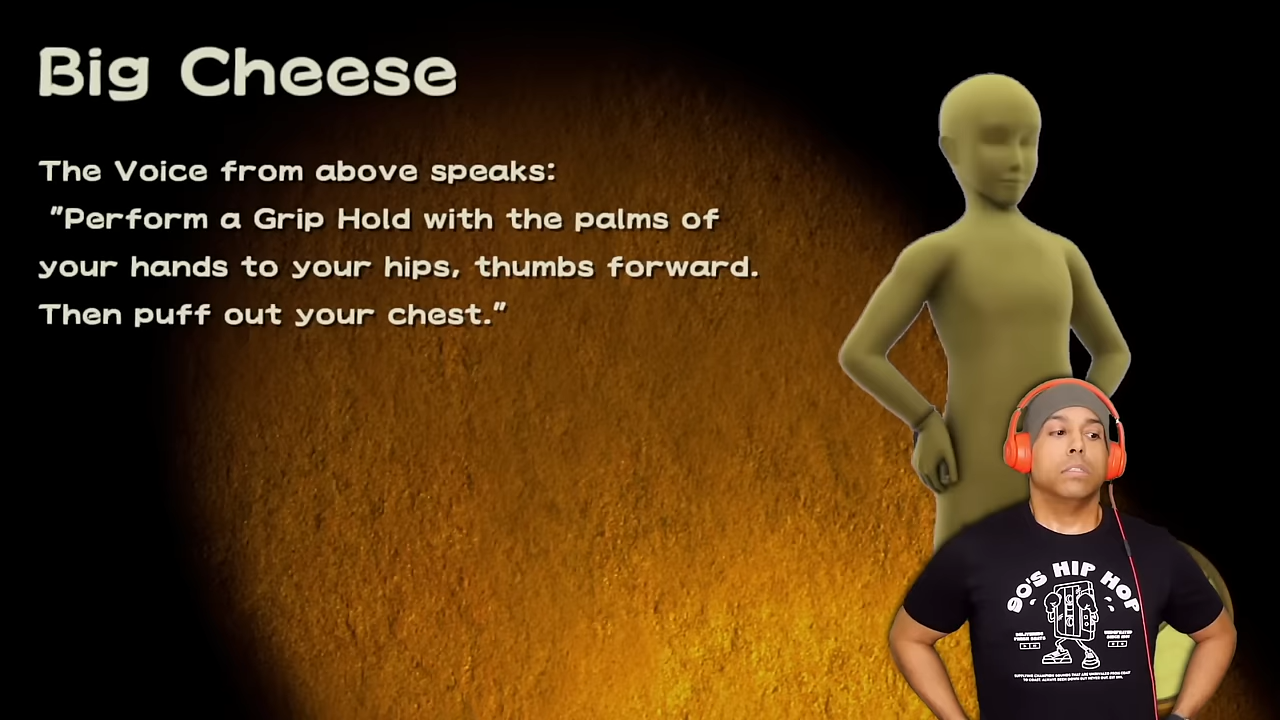 Big Cheese
The Voice from above speaks:
"Perform a Grip Hold with the palms of
your hands to your hips, thumbs forward.
Then puff out your chest."
90'S HIP HOP